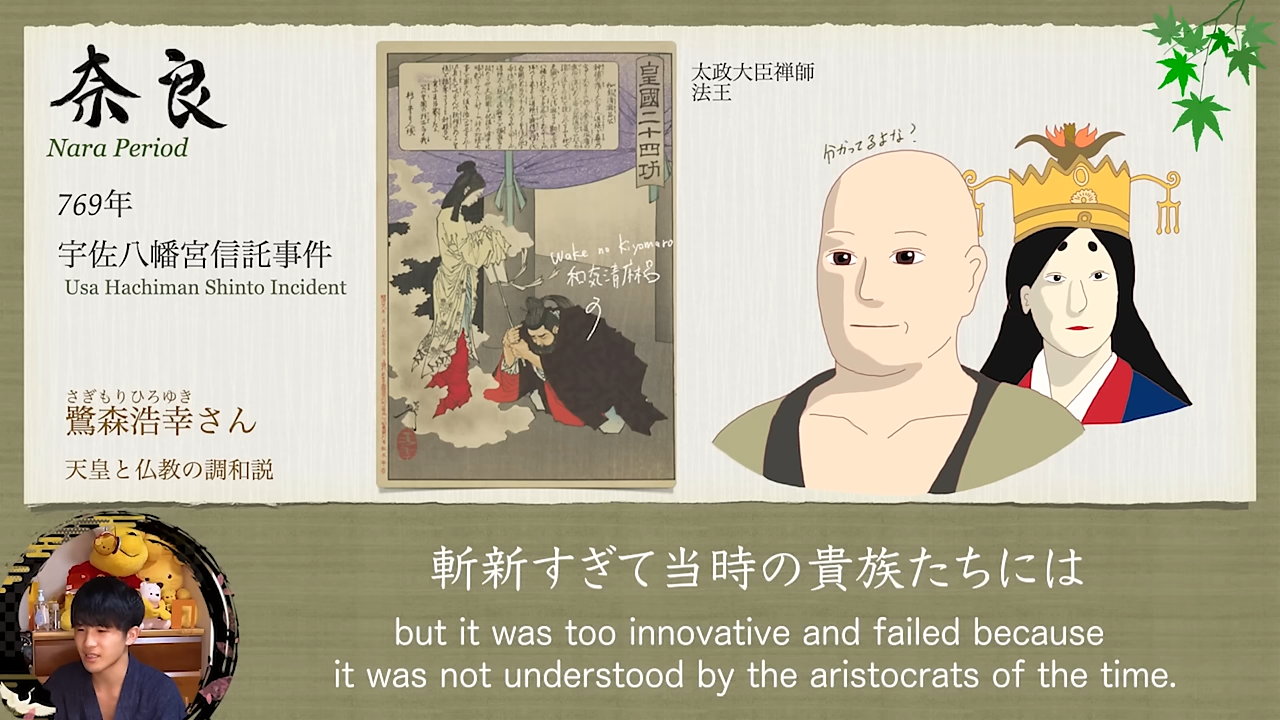 奈良
Nara Period
769年
宇佐八幡宮信託事件
Usa Hachiman Shinto Incident
さぎもりひろゆき
鷺森浩幸さん
天皇と仏教の調和説
皇國二十四功
Wake no Kiyomaro
和気清麻呂
太政大臣禅師
法王
分かってるよな?
斬新すぎて当時の貴族たちには
but it was too innovative and failed because
it was not understood by the aristocrats of the time.